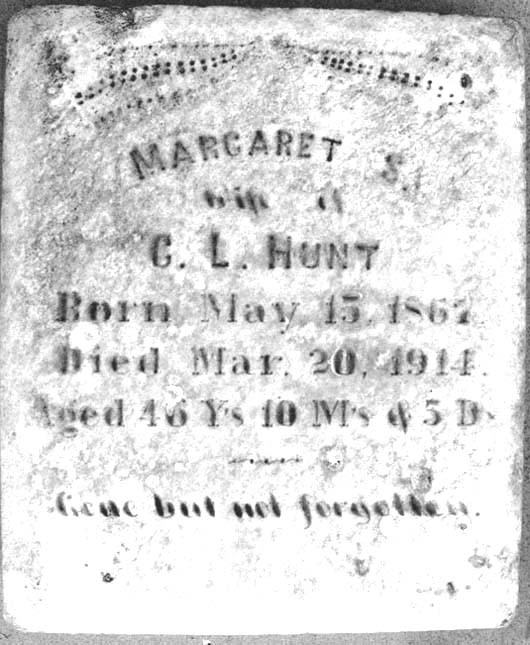 MARGARET S.
wife of
C. L. HUNT
Born May 15, 1867.
Died Mar. 20, 1914.
Aged 46 Ys 10 M's & 5 Ds
Gone but not forgotten.